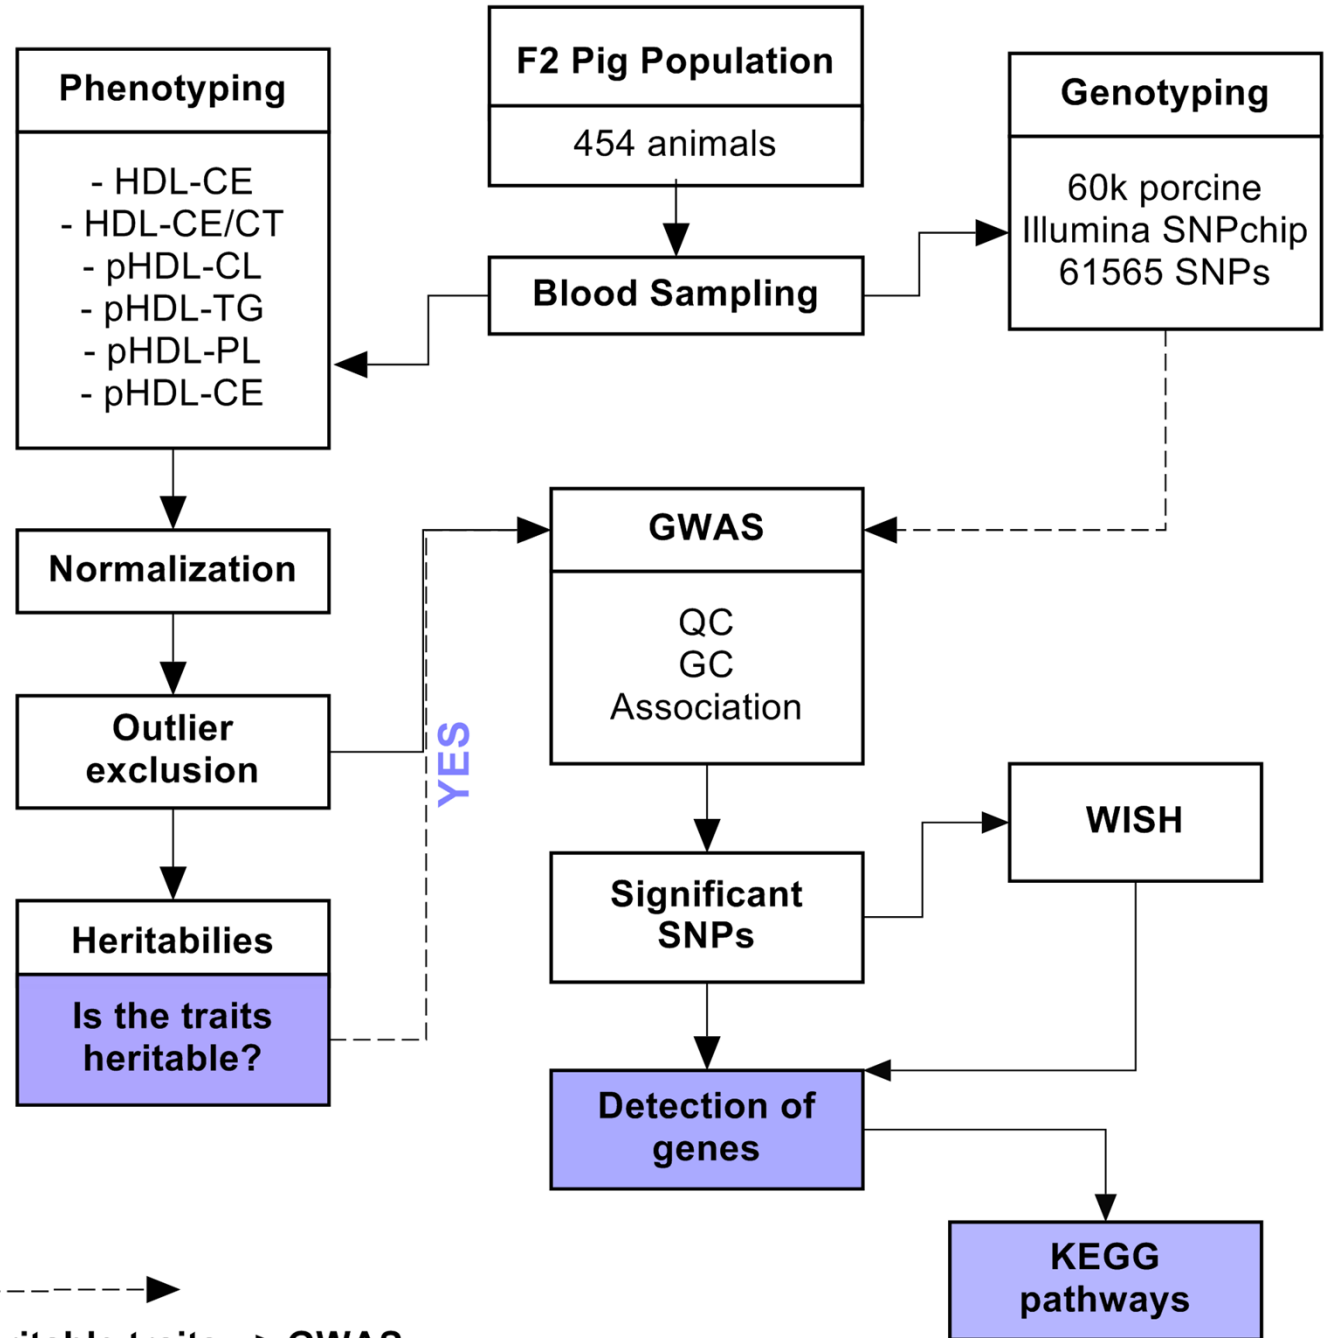 F2 Pig Population
454 animals
Phenotyping
- HDL-CE
- HDL-CE/CT
- pHDL-CL
- pHDL-TG
- pHDL-PL
- pHDL-CE
Genotyping
60k porcine
Illumina SNPchip
61565 SNPs
Blood Sampling
Normalization
Outlier
exclusion
Heritabilies
Is the traits
heritable?
YES
GWAS
QC
GC
Association
Significant
SNPs
WISH
Detection of
genes
KEGG
pathways
traits
GWAS